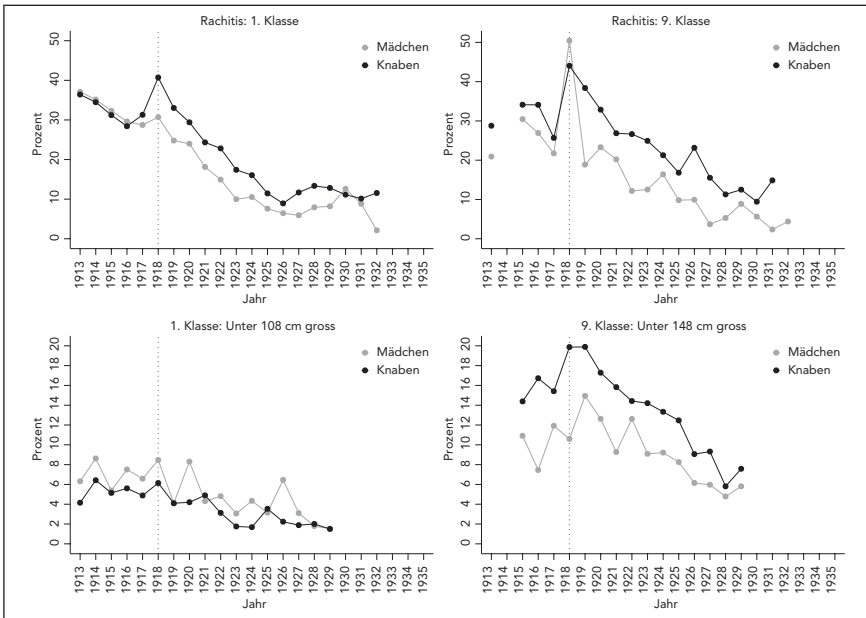 Rachitis: 1. Klasse
Mädchen
Knaben
Prozent
0 10 20 30 40 50
1913 1914 1915 1916 1917 1918 1919 1920 1921 1922 1923 1924 1925 1926 1927 1928 1929 1930 1931 1932 1933 1934 1935
Jahr
Rachitis: 9. Klasse
Mädchen
Knaben
Prozent
0 10 20 30 40 50
1913 1914 1915 1916 1917 1918 1919 1920 1921 1922 1923 1924 1925 1926 1927 1928 1929 1930 1931 1932 1933 1934 1935
Jahr
1. Klasse: Unter 108 cm gross
Mädchen
Knaben
Prozent
0 2 4 6 8 10 12 14 16 18 20
1913 1914 1915 1916 1917 1918 1919 1920 1921 1922 1923 1924 1925 1926 1927 1928 1929 1930 1931 1932 1933 1934 1935
Jahr
9. Klasse: Unter 148 cm gross
Mädchen
Knaben
Prozent
0 2 4 6 8 10 12 14 16 18 20
1913 1914 1915 1916 1917 1918 1919 1920 1921 1922 1923 1924 1925 1926 1927 1928 1929 1930 1931 1932 1933 1934 1935
Jahr